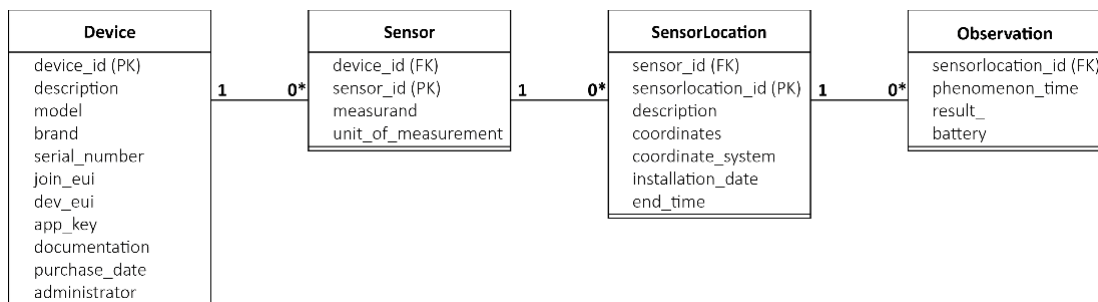 Device
device_id (PK)
description
model
brand
serial_number
join_eui
dev_eui
app_key
documentation
purchase_date
administrator
1
0*
Sensor
device_id (FK)
sensor_id (PK)
measurand
unit_of_measurement
1
0*
SensorLocation
sensor_id (FK)
sensorlocation_id (PK)
description
coordinates
coordinate_system
installation_date
end_time
1
0*
Observation
sensorlocation_id (FK)
phenomenon_time
result_
battery